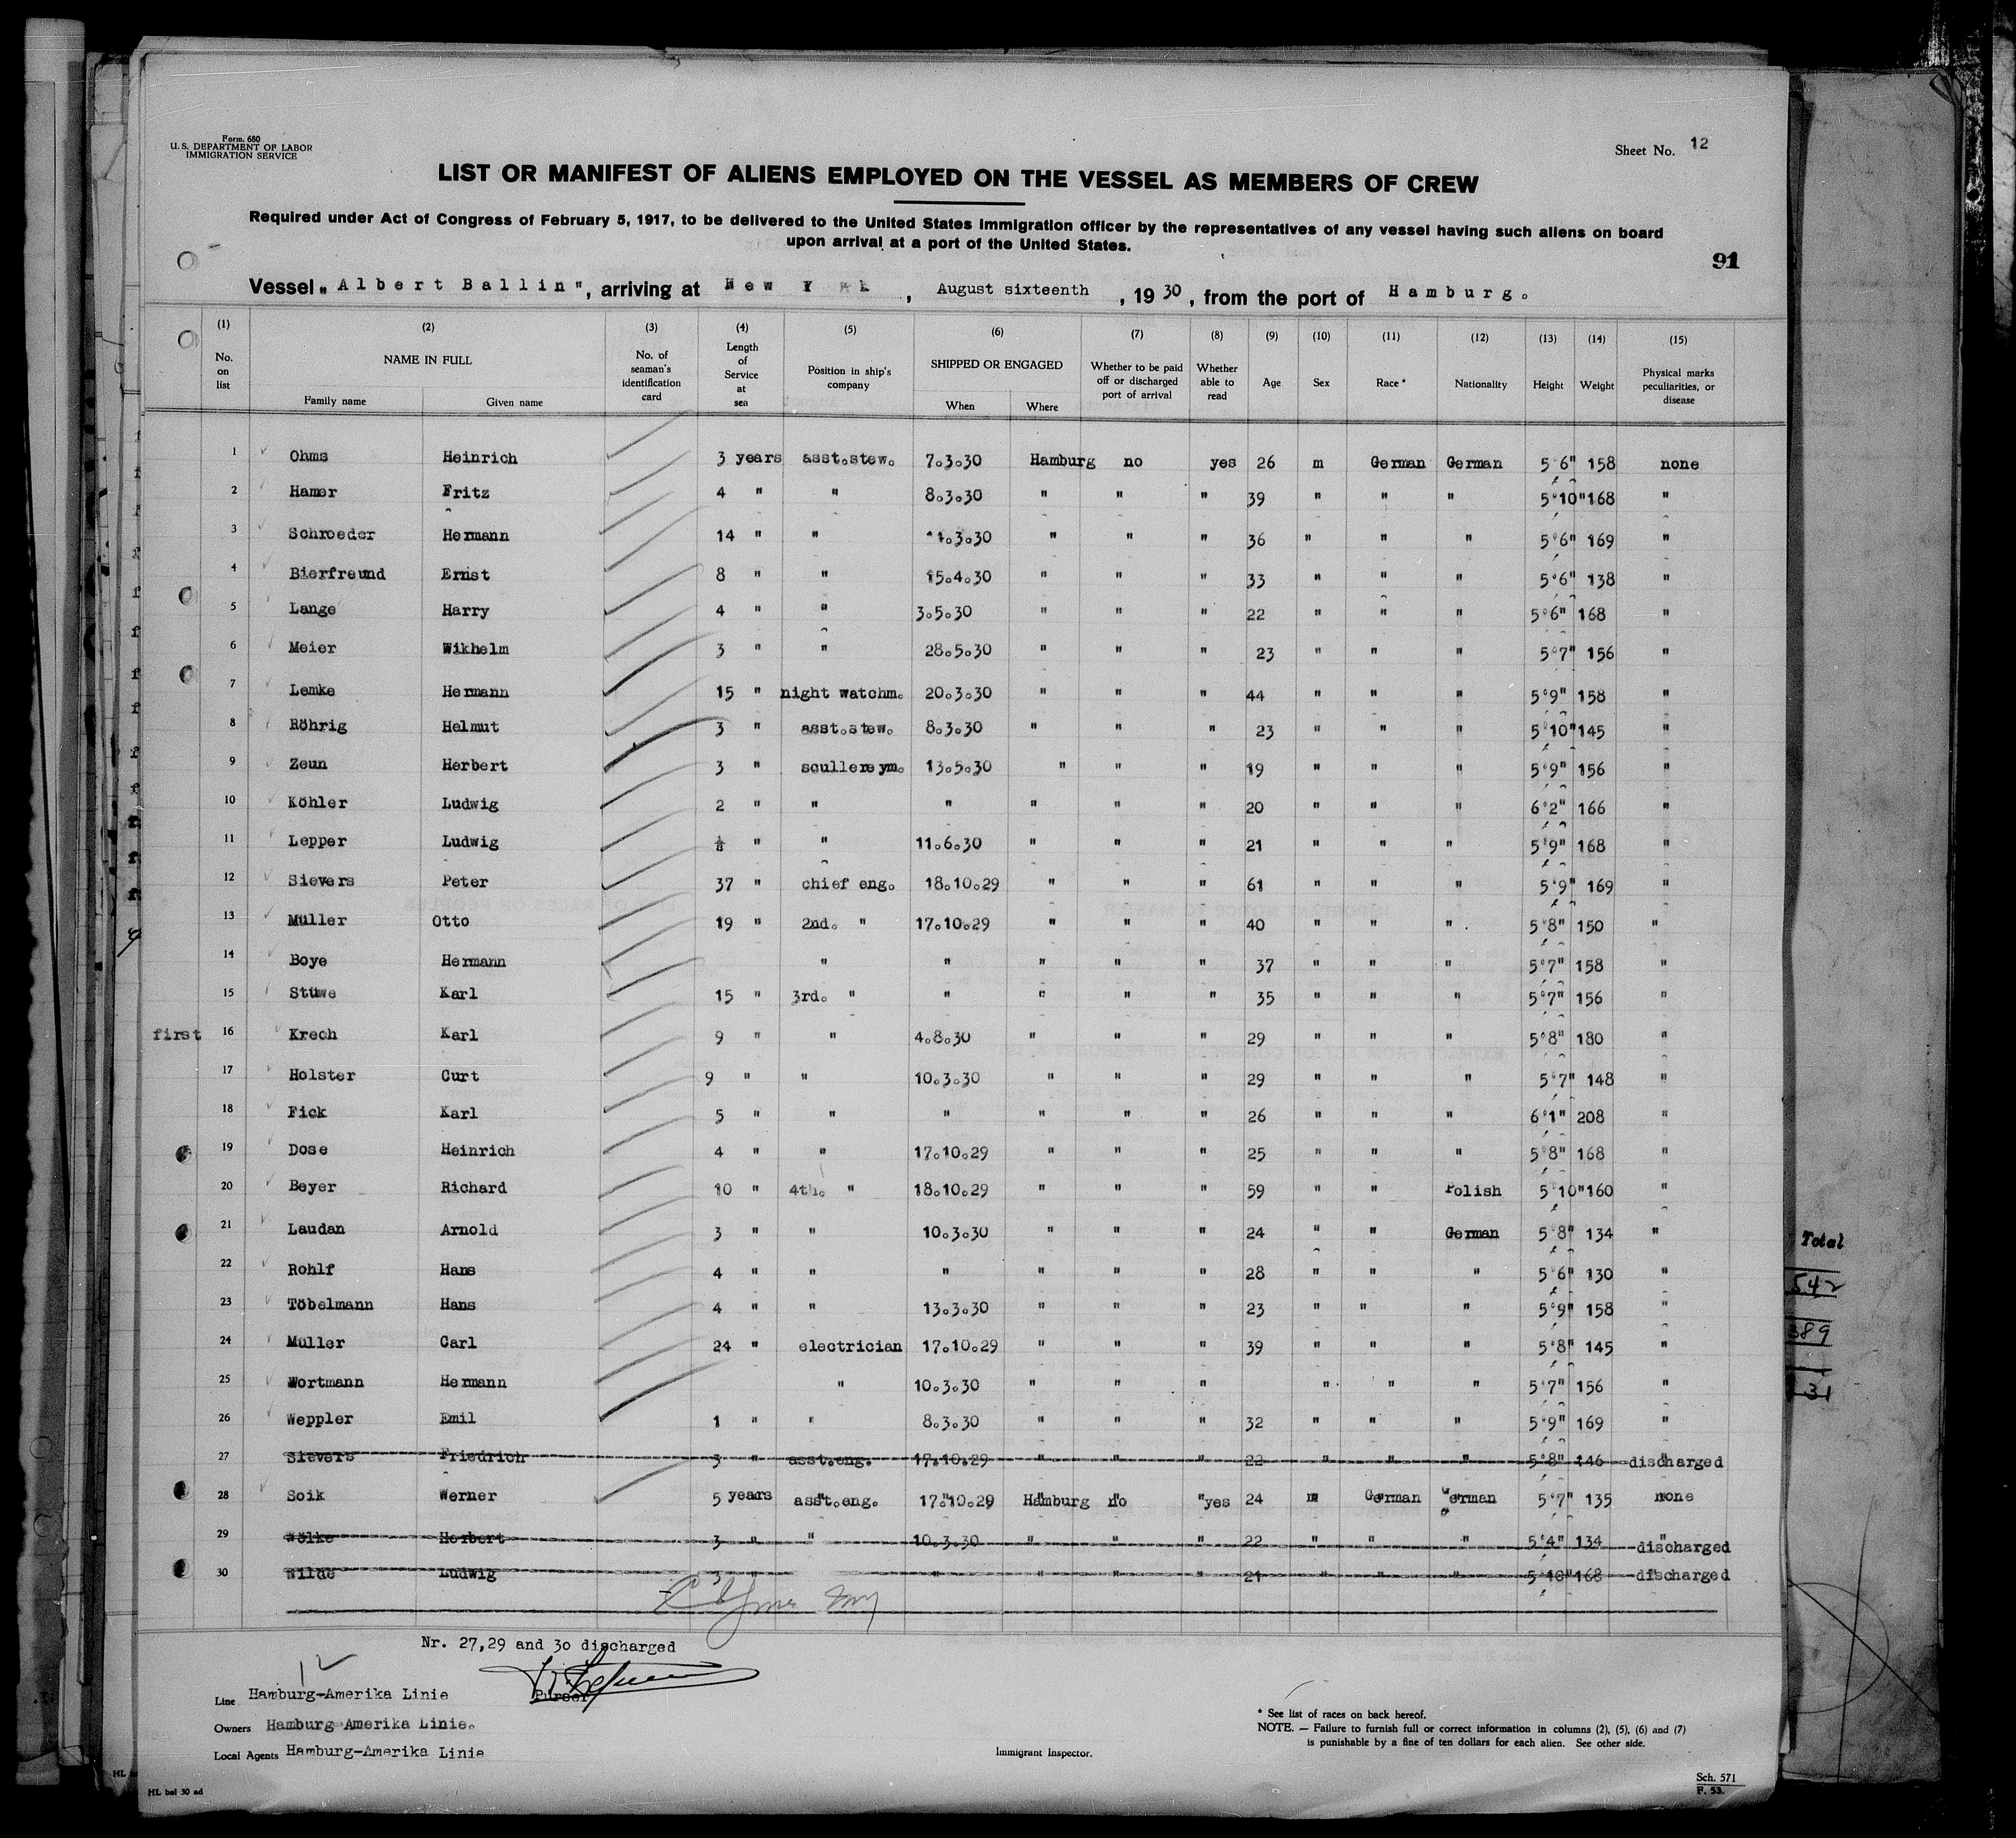 Form 680
U. S. DEPARTMENT OF LABOR
IMMIGRATION SERVICE
Sheet No. 12
LIST OR MANIFEST OF ALIENS EMPLOYED ON THE VESSEL AS MEMBERS OF CREW
Required under Act of Congress of February 5, 1917, to be delivered to the United States immigration officer by the representatives of any vessel having such aliens on board
upon arrival at a port of the United States.
91
Vessel "Albert Ballin", arriving at New York, August sixteenth, 1930, from the port of Hamburg.
(1) (2) (3) (4) (5) (6) (7) (8) (9) (10) (11) (12) (13) (14) (15)
No. on list NAME IN FULL Family name Given name No. of seaman's identification card Length of Service at sea Position in ship's company SHIPPED OR ENGAGED When Where Whether to be paid off or discharged port of arrival Whether able to read Age Sex Race * Nationality Height Weight Physical marks peculiarities, or disease
1 Ohms Heinrich 3 years asst.stew. 7.3.30 Hamburg no yes 26 m German German 5'6" 158 none
2 Hamer Fritz 4 " " 8.3.30 " " " 39 " " " 5'10" 168 "
3 Schroeder Hermann 14 " " .3.30 " " " 36 " " " 5'6" 169 "
4 Bierfreund Ernst 8 " " 15.4.30 " " " 33 " " " 5'6" 138 "
5 Lange Harry 4 " " 3.5.30 " " " 22 " " " 5'6" 168 "
6 Meier Wikhelm 3 " " 28.5.30 " " " 23 " " " 5'7" 156 "
7 Lemke Hermann 15 " night watchm. 20.3.30 " " " 44 " " " 5'9" 158 "
8 Röhrig Helmut 3 " asst.stew. 8.3.30 " " " 23 " " " 5'10" 145 "
9 Zeun Herbert 3 " scullereym. 13.5.30 " " " 19 " " " 5'9" 156 "
10 Köhler Ludwig 2 " " " " " " 20 " " " 6'2" 166 "
11 Lepper Ludwig " " 11.6.30 " " " 21 " " " 5'9" 168 "
12 Sievers Peter 37 " chief eng. 18.10.29 " " " 61 " " " 5'9" 169 "
13 Müller Otto 19 " 2nd. " 17.10.29 " " " 40 " " " 5'8" 150 "
14 Boye Hermann " " " " " 37 " " " 5'7" 158 "
15 Stüwe Karl 15 " 3rd. " " " " " 35 " " " 5'7" 156 "
first 16 Krech Karl 9 " " 4.8.30 " " " 29 " " " 5'8" 180 "
17 Holster Curt 9 " " 10.3.30 " " " 29 " " " 5'7" 148 "
18 Fick Karl 5 " " " " " " 26 " " " 6'1" 208 "
19 Dose Heinrich 4 " " 17.10.29 " " " 25 " " " 5'8" 168 "
20 Beyer Richard 10 " 4th. " 18.10.29 " " " 59 " " Polish 5'10" 160 "
21 Laudan Arnold 3 " " 10.3.30 " " " 24 " " German 5'8" 134 "
22 Rohlf Hans 4 " " " " " " 28 " " " 5'6" 130 "
23 Töbelmann Hans 4 " " 13.3.30 " " " 23 " " " 5'9" 158 "
24 Müller Carl 24 " electrician 17.10.29 " " " 39 " " " 5'8" 145 "
25 Wortmann Hermann " 10.3.30 " " " " " " 5'7" 156 "
26 Weppler Emil 1 " " 8.3.30 " " " 32 " " " 5'9" 169 "
27 Sievers Friedrich 3 " asst.eng. 17.10.29 " " " 22 " " " 5'8" 146 " discharged
28 Soik Werner 5 years asst.eng. 17.10.29 Hamburg no yes 24 m German German 5'7" 135 none
29 Wölke Herbert 3 " " 10.3.30 " " " 22 " " " 5'4" 134 " discharged
30 Wilde Ludwig 3 " " " " " 21 " " " 5'10" 168 " discharged
Nr. 27,29 and 3o discharged
12
Purser
Line Hamburg-Amerika Linie
Owners Hamburg-Amerika Linie.
Local Agents Hamburg-Amerika Linie
Immigrant Inspector.
* See list of races on back hereof.
NOTE. — Failure to furnish full or correct information in columns (2), (5), (6) and (7)
is punishable by a fine of ten dollars for each alien. See other side.
Sch. 571
F. 53.
HL bal 30 ad
Total
542
389
31